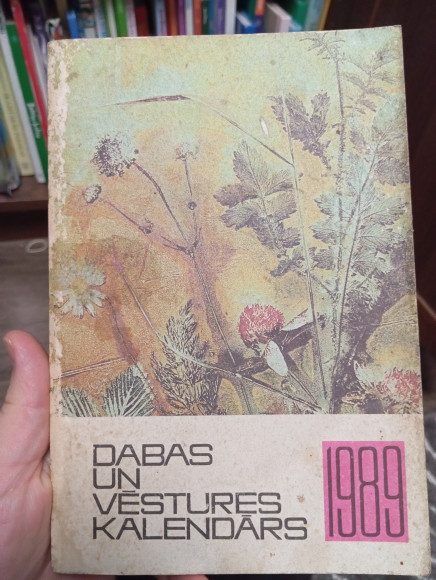 DABAS
UN
VĒSTURES
KALENDĀRS
1989